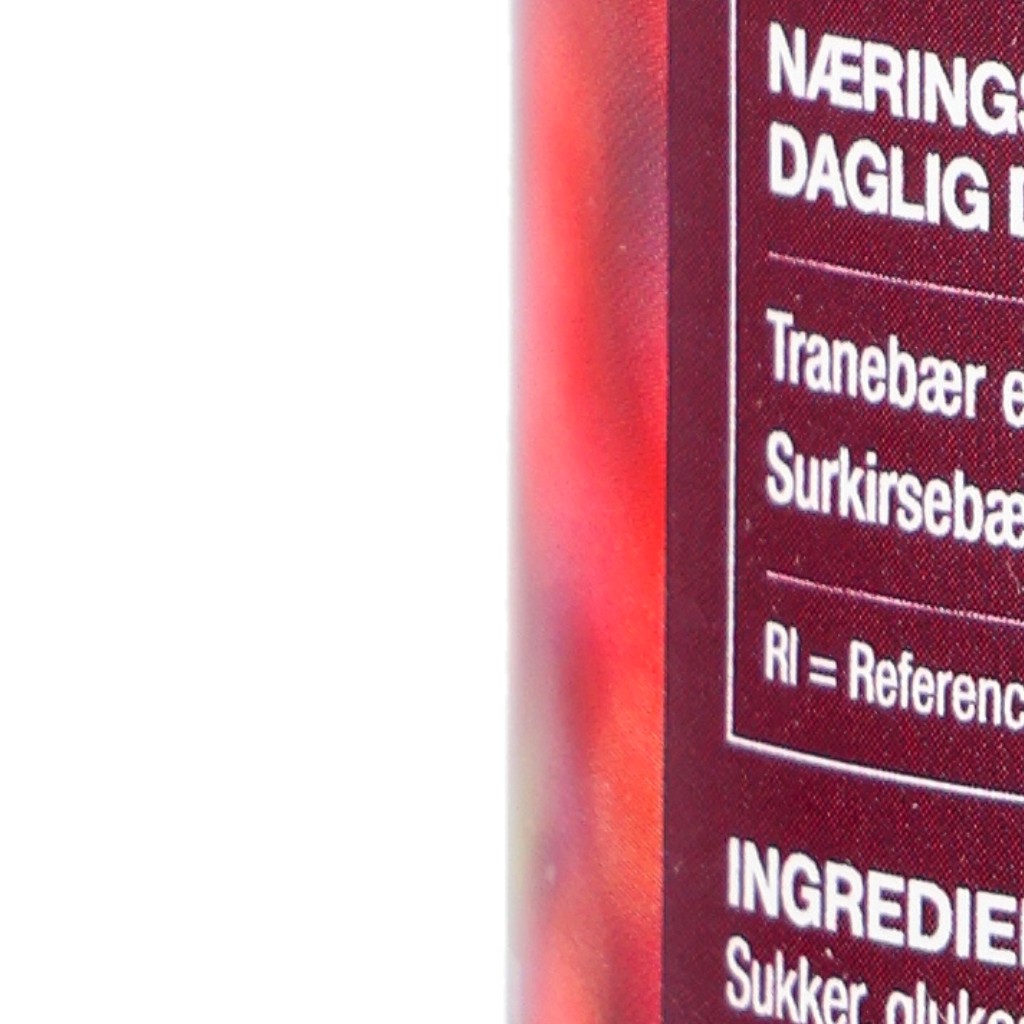 NÆRINGS
DAGLIG
Tranebær
Surkirsebæ
RI = Referenc
INGREDIE
Sukker